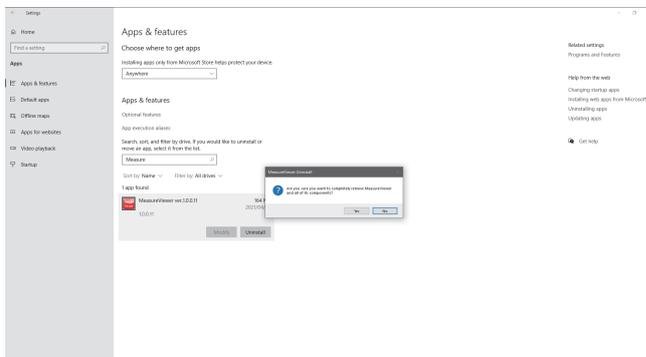 Settings
Home
Find a setting
Apps
Apps & features
Default apps
Offline maps
Apps for websites
Video playback
Startup
Apps & features
Choose where to get apps
Installing apps only from Microsoft Store helps protect your device.
Anywhere
Apps & features
Optional features
App execution aliases
Search, sort, and filter by drive. If you would like to uninstall or
move an app, select it from the list.
Measure
Sort by: Name
Filter by: All drives
1 app found
MeasureViewer ver.1.0.0.11
164
2021/04/
1.0.0.11
Modify
Uninstall
MeasureViewer Uninstall
Are you sure you want to completely remove MeasureViewer
and all of its components?
Yes
No
Related settings
Programs and Features
Help from the web
Changing startup apps
Installing web apps from Microsoft
Uninstalling apps
Updating apps
Get help